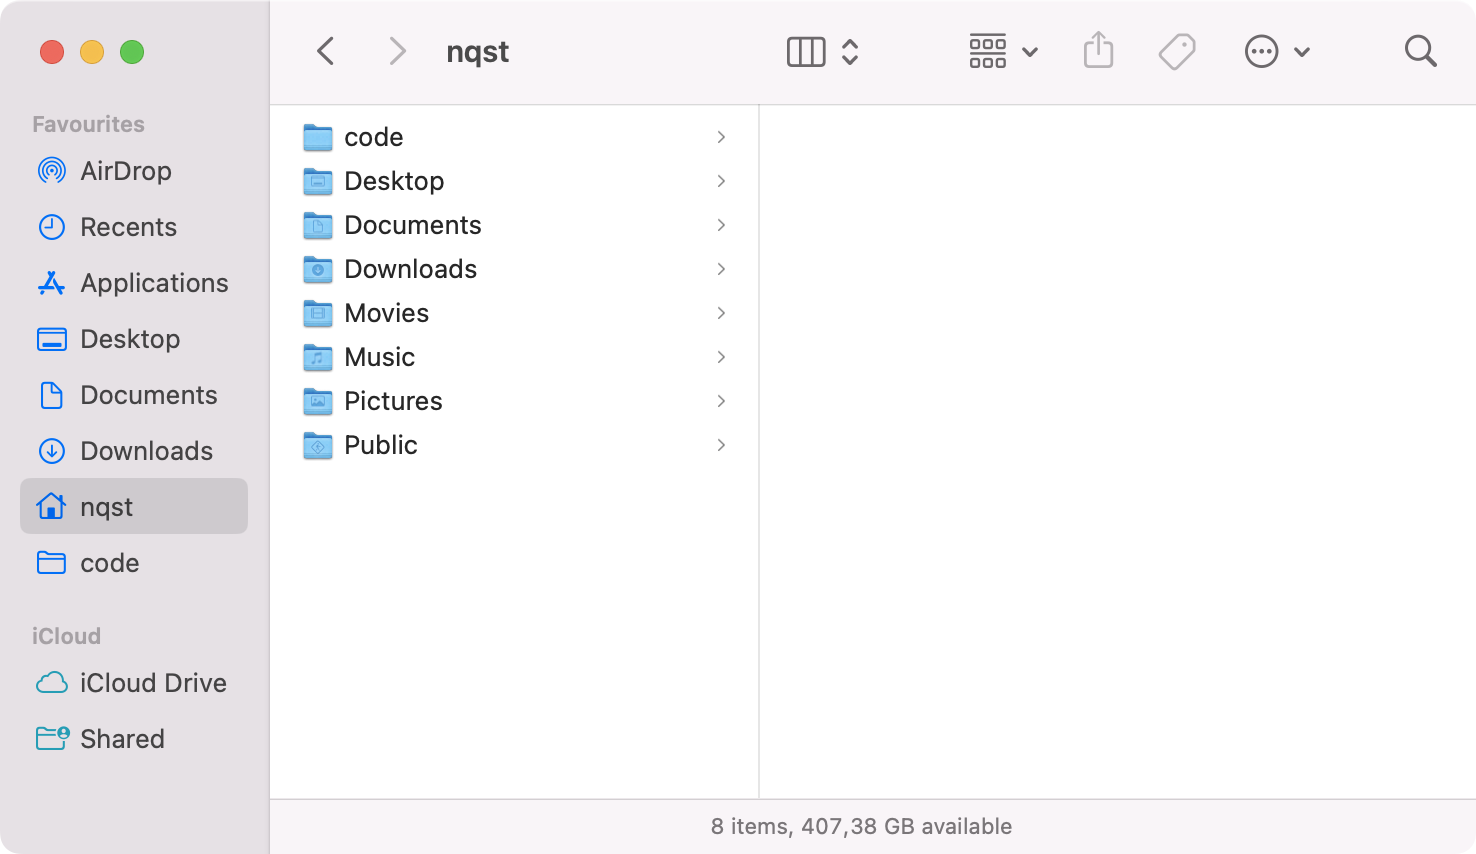 nqst
Favourites
AirDrop
Recents
Applications
Desktop
Documents
Downloads
nqst
code
iCloud
iCloud Drive
Shared
code
Desktop
Documents
Downloads
Movies
Music
Pictures
Public
8 items, 407,38 GB available